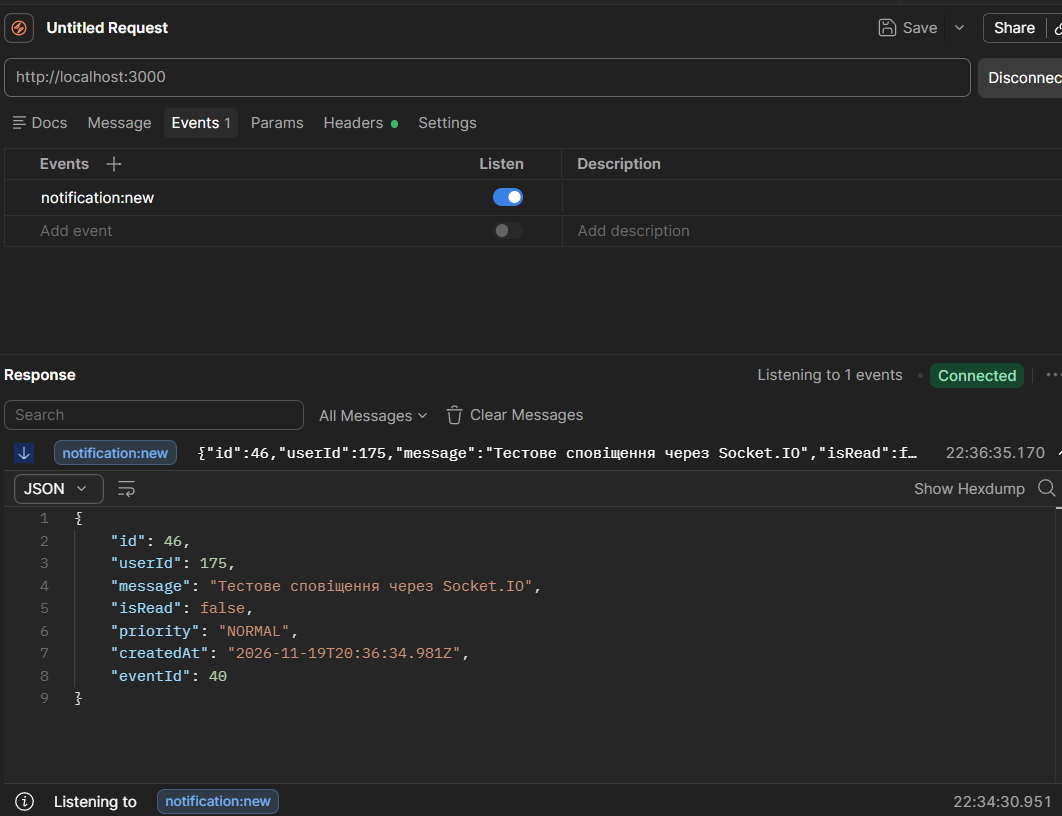 Untitled Request Save Share
http://localhost:3000 Disconnec
Docs Message Events 1 Params Headers Settings
Events + Listen Description
notification:new
Add event Add description
Response Listening to 1 events Connected
Search All Messages Clear Messages
notification:new {"id":46,"userId":175,"message":"Тестове сповіщення через Socket.IO","isRead":f… 22:36:35.170
JSON Show Hexdump
1 {
2 "id": 46,
3 "userId": 175,
4 "message": "Тестове сповіщення через Socket.IO",
5 "isRead": false,
6 "priority": "NORMAL",
7 "createdAt": "2026-11-19T20:36:34.981Z",
8 "eventId": 40
9 }
Listening to notification:new 22:34:30.951